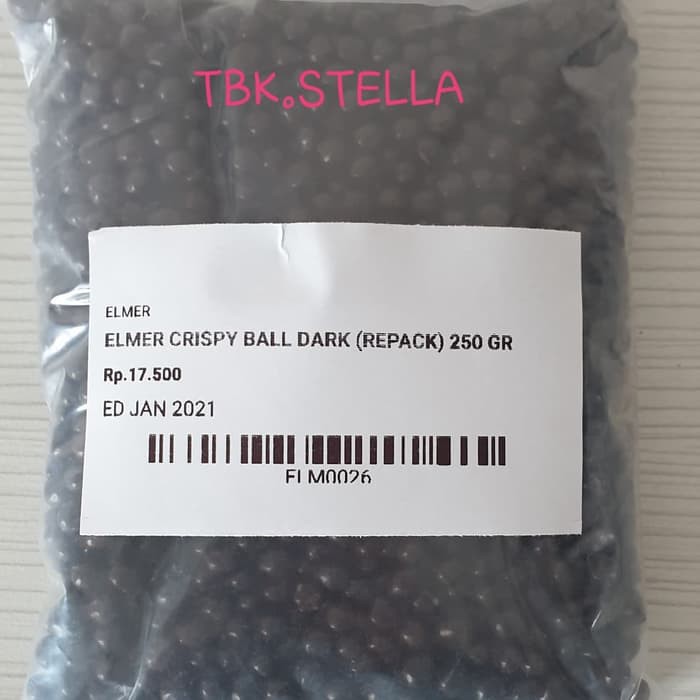 TBK.STELLA
ELMER
ELMER CRISPY BALL DARK (REPACK) 250 GR
Rp.17.500
ED JAN 2021
ELM0026